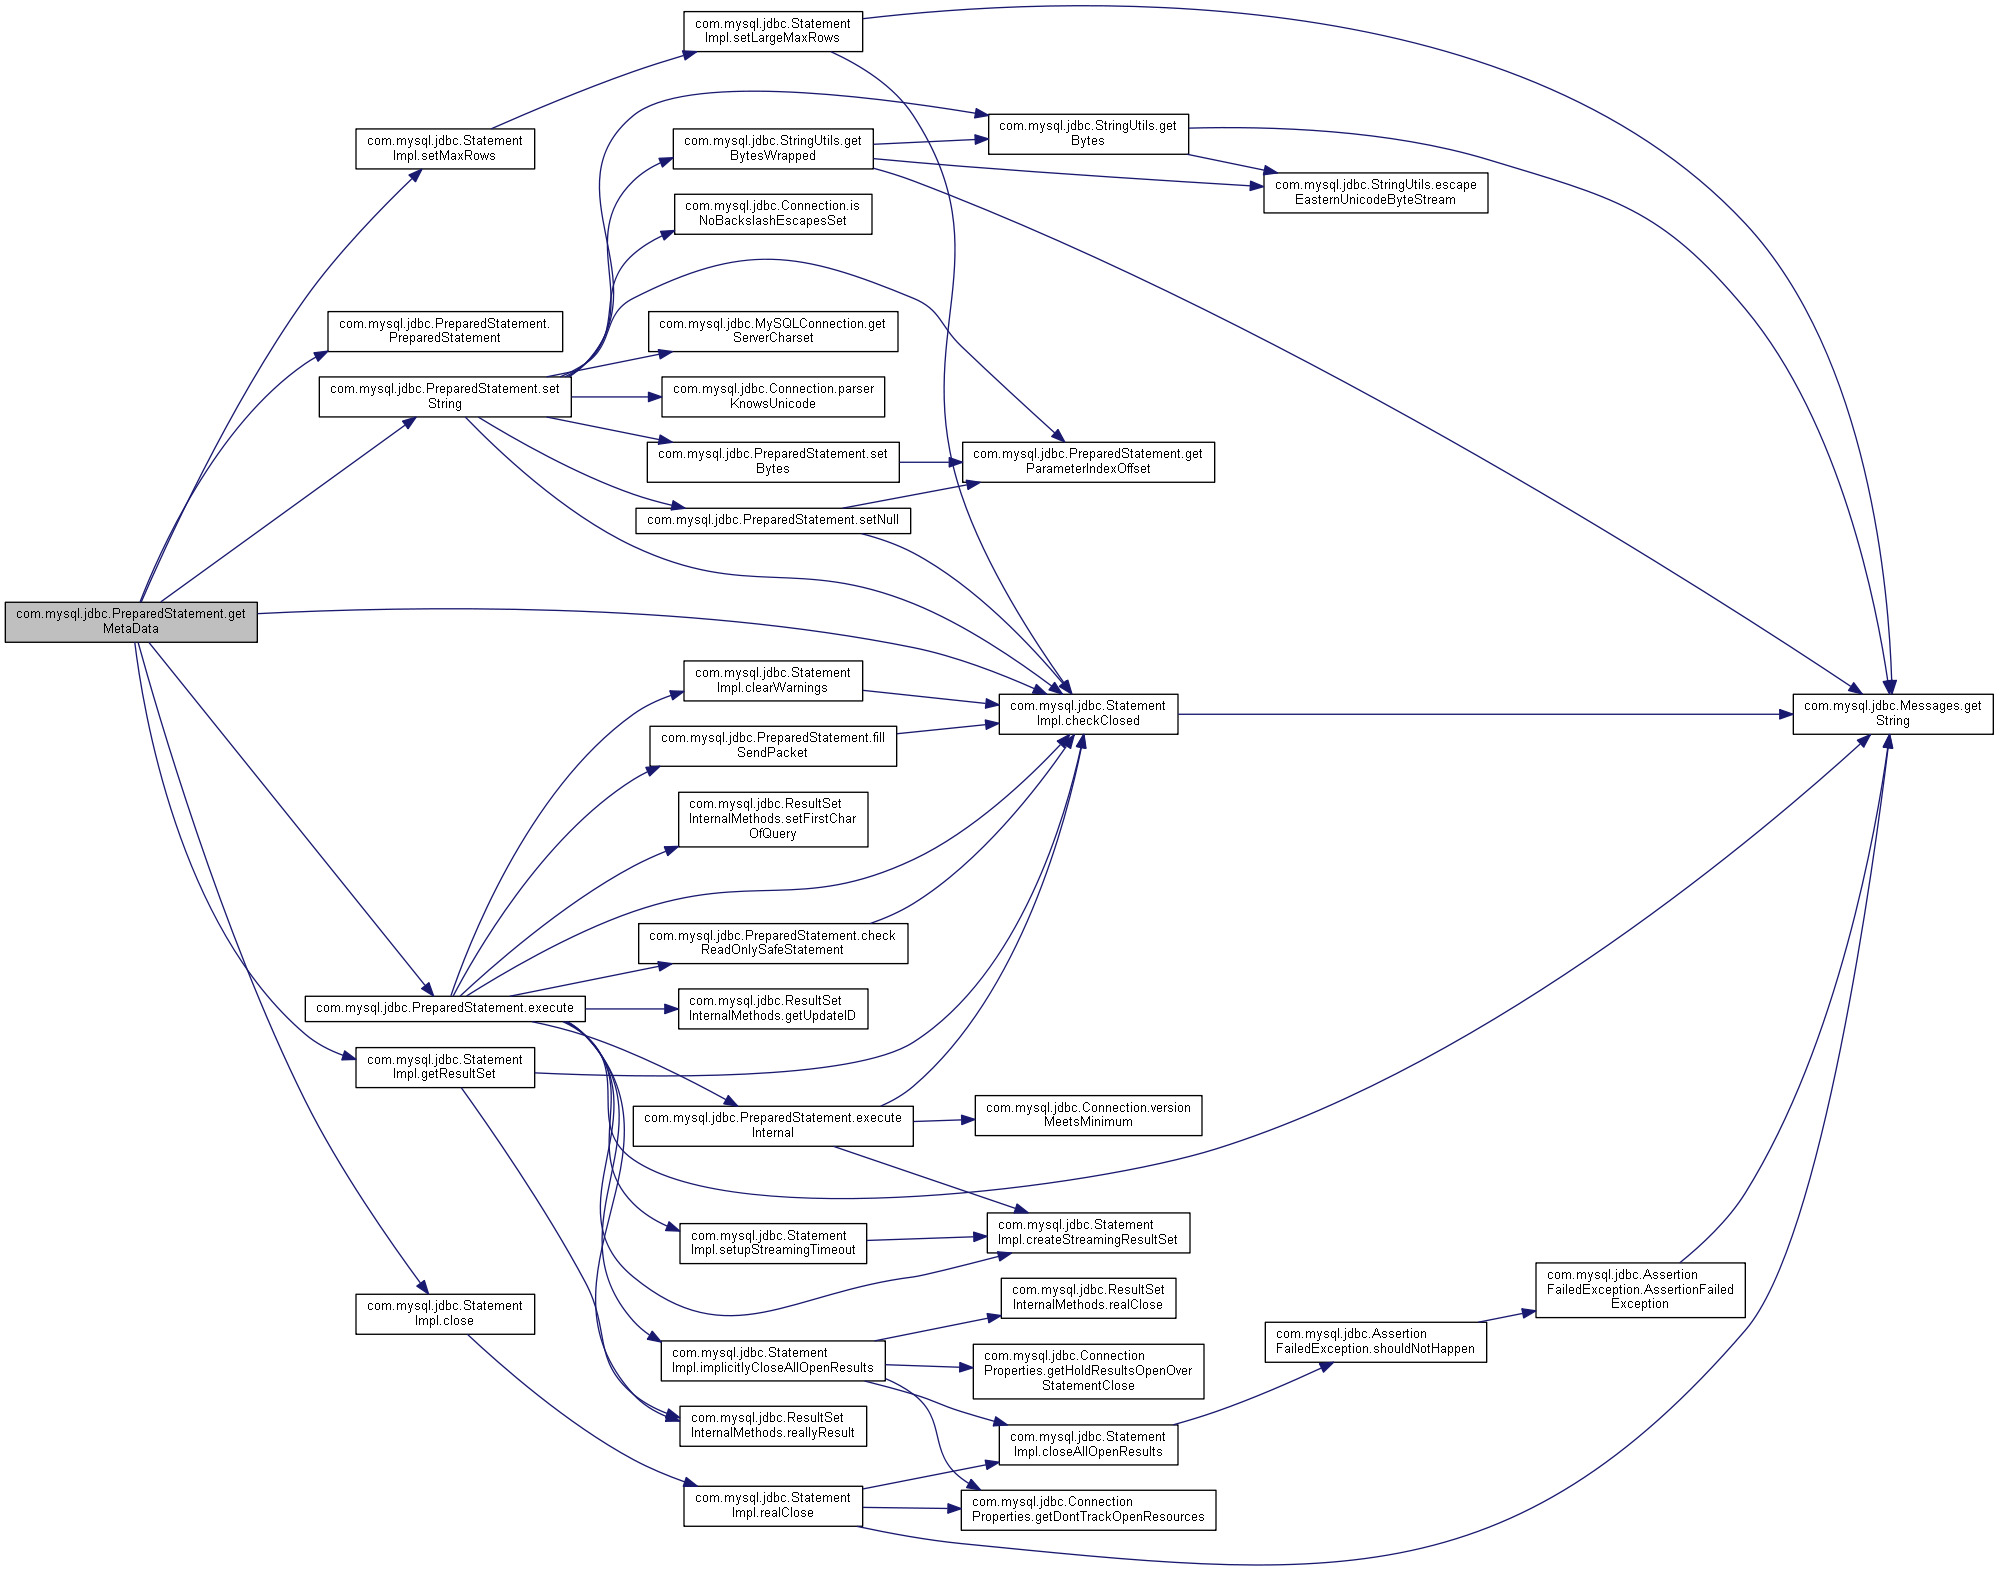 com.mysql.jdbc.Statement
Impl.setLargeMaxRows
com.mysql.jdbc.Statement
Impl.setMaxRows
com.mysql.jdbc.StringUtils.get
BytesWrapped
com.mysql.jdbc.StringUtils.get
Bytes
com.mysql.jdbc.StringUtils.escape
EasternUnicodeByteStream
com.mysql.jdbc.Connection.is
NoBackslashEscapesSet
com.mysql.jdbc.PreparedStatement.
PreparedStatement
com.mysql.jdbc.MySQLConnection.get
ServerCharset
com.mysql.jdbc.PreparedStatement.set
String
com.mysql.jdbc.Connection.parser
KnowsUnicode
com.mysql.jdbc.PreparedStatement.set
Bytes
com.mysql.jdbc.PreparedStatement.get
ParameterIndexOffset
com.mysql.jdbc.PreparedStatement.setNull
com.mysql.jdbc.PreparedStatement.get
MetaData
com.mysql.jdbc.Statement
Impl.clearWarnings
com.mysql.jdbc.Statement
Impl.checkClosed
com.mysql.jdbc.Messages.get
String
com.mysql.jdbc.PreparedStatement.fill
SendPacket
com.mysql.jdbc.ResultSet
InternalMethods.setFirstChar
OfQuery
com.mysql.jdbc.PreparedStatement.check
ReadOnlySafeStatement
com.mysql.jdbc.PreparedStatement.execute
com.mysql.jdbc.ResultSet
InternalMethods.getUpdateID
com.mysql.jdbc.Statement
Impl.getResultSet
com.mysql.jdbc.PreparedStatement.execute
Internal
com.mysql.jdbc.Connection.version
MeetsMinimum
com.mysql.jdbc.Statement
Impl.setupStreamingTimeout
com.mysql.jdbc.Statement
Impl.createStreamingResultSet
com.mysql.jdbc.Assertion
FailedException.AssertionFailed
Exception
com.mysql.jdbc.Statement
Impl.close
com.mysql.jdbc.ResultSet
InternalMethods.realClose
com.mysql.jdbc.Assertion
FailedException.shouldNotHappen
com.mysql.jdbc.Statement
Impl.implicitlyCloseAllOpenResults
com.mysql.jdbc.Connection
Properties.getHoldResultsOpenOver
StatementClose
com.mysql.jdbc.ResultSet
InternalMethods.reallyResult
com.mysql.jdbc.Statement
Impl.closeAllOpenResults
com.mysql.jdbc.Statement
Impl.realClose
com.mysql.jdbc.Connection
Properties.getDontTrackOpenResources